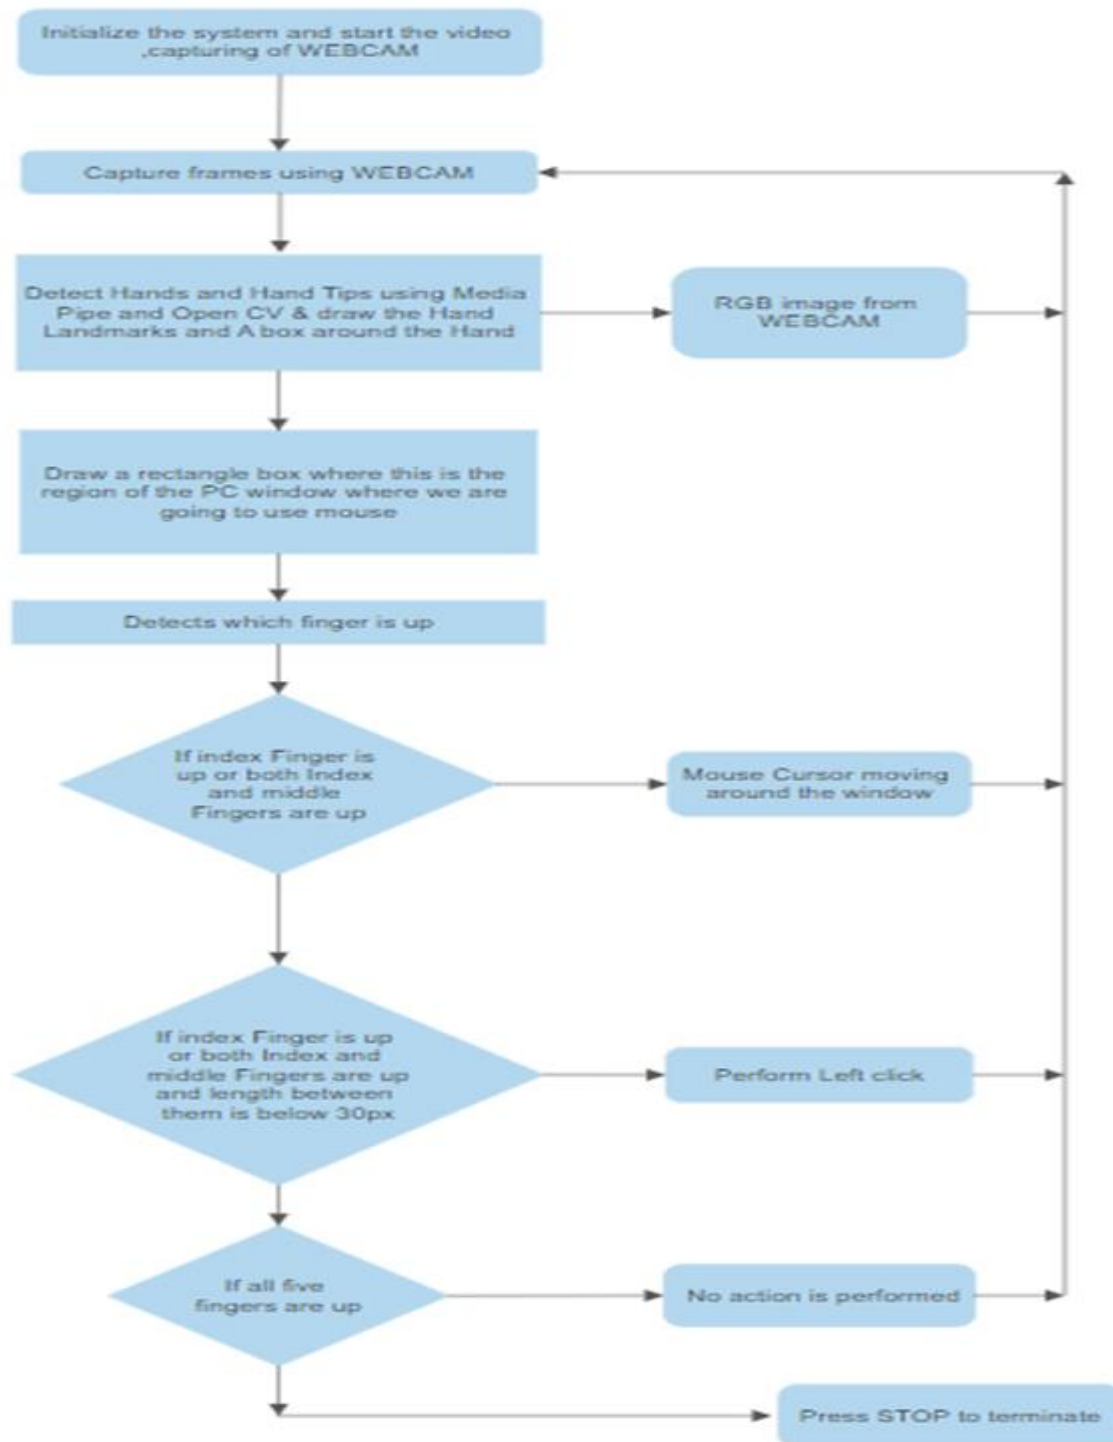 Initialize the system and start the video
,capturing of WEBCAM
Capture frames using WEBCAM
Detect Hands and Hand Tips using Media
Pipe and Open CV & draw the Hand
Landmarks and A box around the Hand
RGB image from
WEBCAM
Draw a rectangle box where this is the
region of the PC window where we are
going to use mouse
Detects which finger is up
If index Finger is
up or both Index
and middle
Fingers are up
Mouse Cursor moving
around the window
If index Finger is up
or both Index and
middle Fingers are up
and length between
them is below 30px
Perform Left click
If all five
fingers are up
No action is performed
Press STOP to terminate